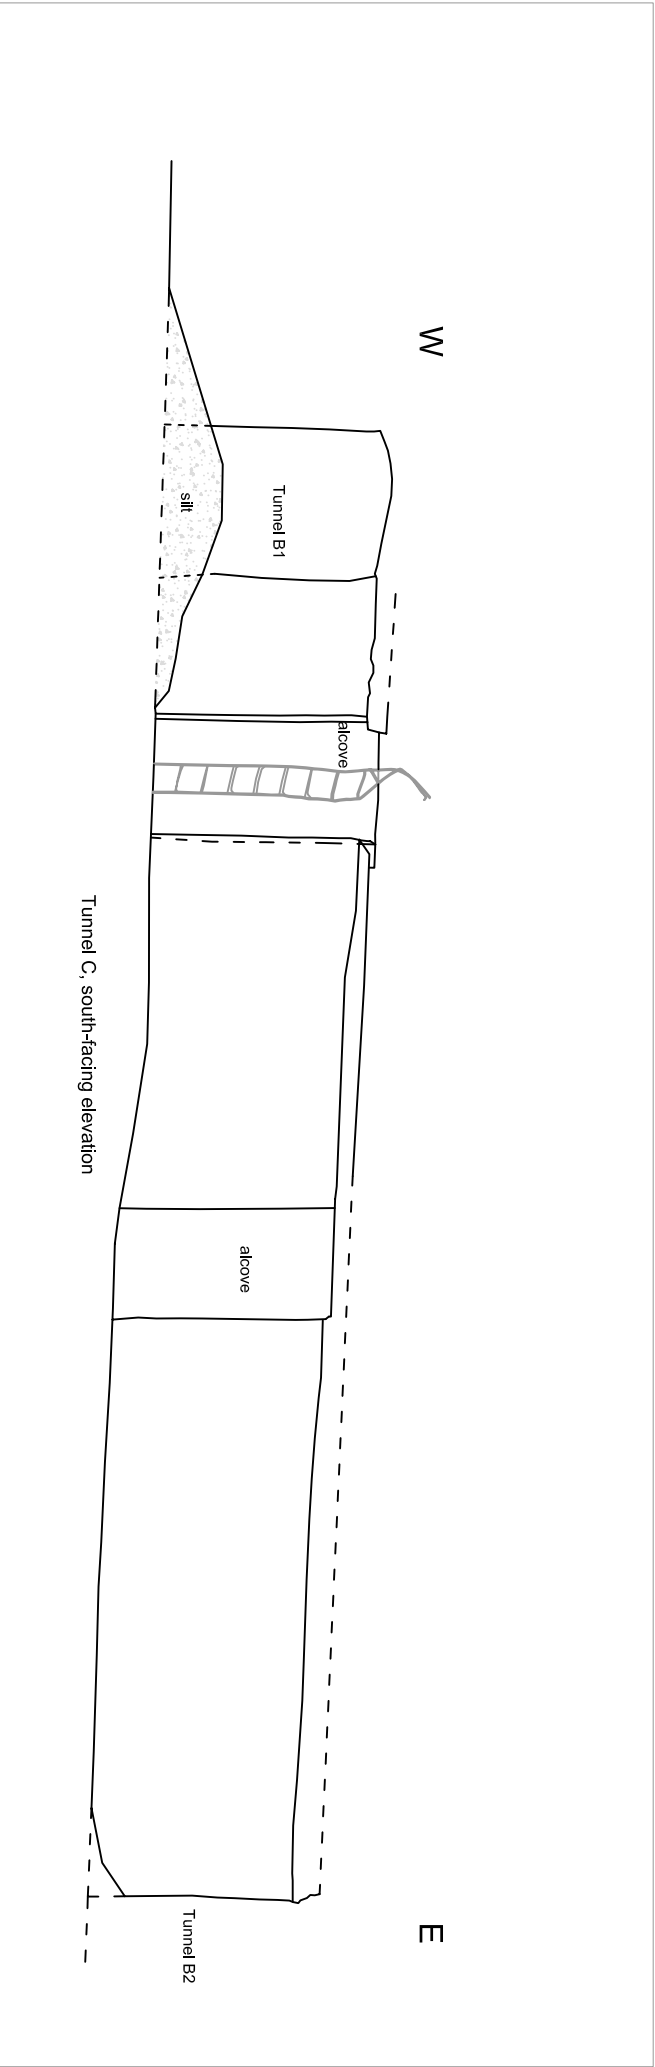 W
E
Tunnel B1
silt
alcove
alcove
Tunnel B2
Tunnel C, south-facing elevation